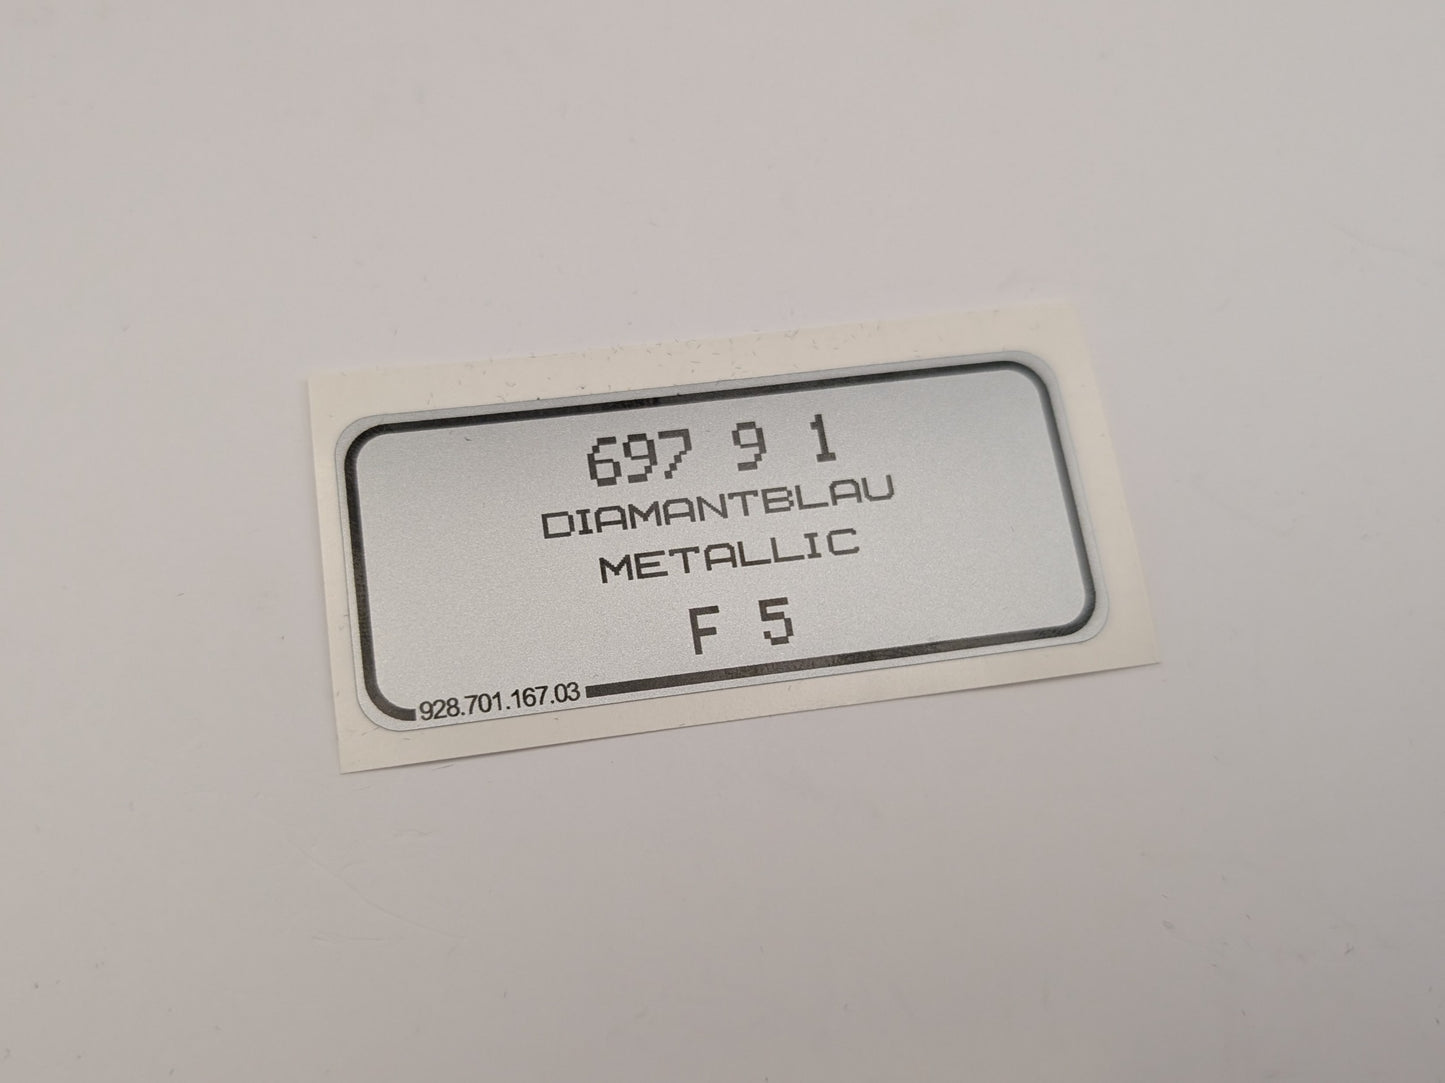 697 9 1
DIAMANTBLAU
METALLIC
F 5
928.701.167.03